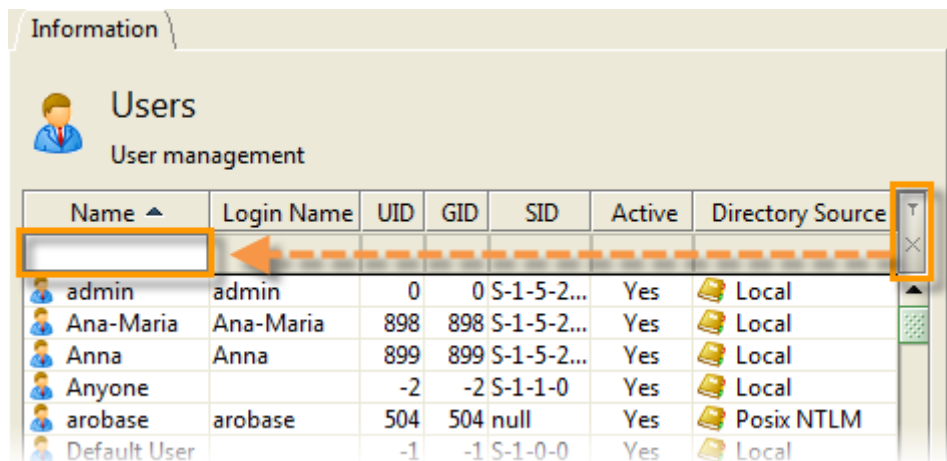 Information
Users
User management
Name Login Name UID GID SID Active Directory Source
admin admin 0 0 S-1-5-2... Yes Local
Ana-Maria Ana-Maria 898 898 S-1-5-2... Yes Local
Anna Anna 899 899 S-1-5-2... Yes Local
Anyone -2 -2 S-1-1-0 Yes Local
arobase arobase 504 504 null Yes Posix NTLM
Default User -1 -1 S-1-0-0 Yes Local